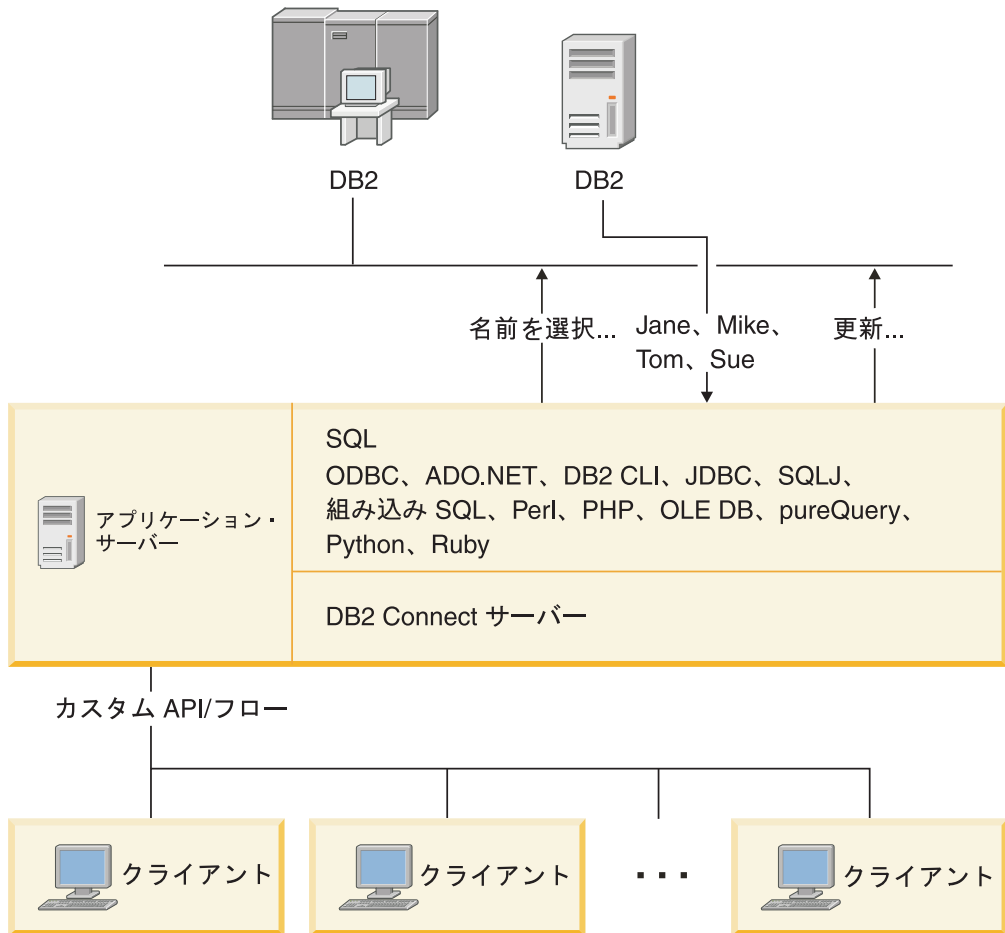 DB2
DB2
名前を選択...
Jane、Mike、
Tom、Sue
更新...
アプリケーション・
サーバー
SQL
ODBC、ADO.NET、DB2 CLI、JDBC、SQLJ、
組み込み SQL、Perl、PHP、OLE DB、pureQuery、
Python、Ruby
DB2 Connect サーバー
カスタム API/フロー
クライアント
クライアント
クライアント